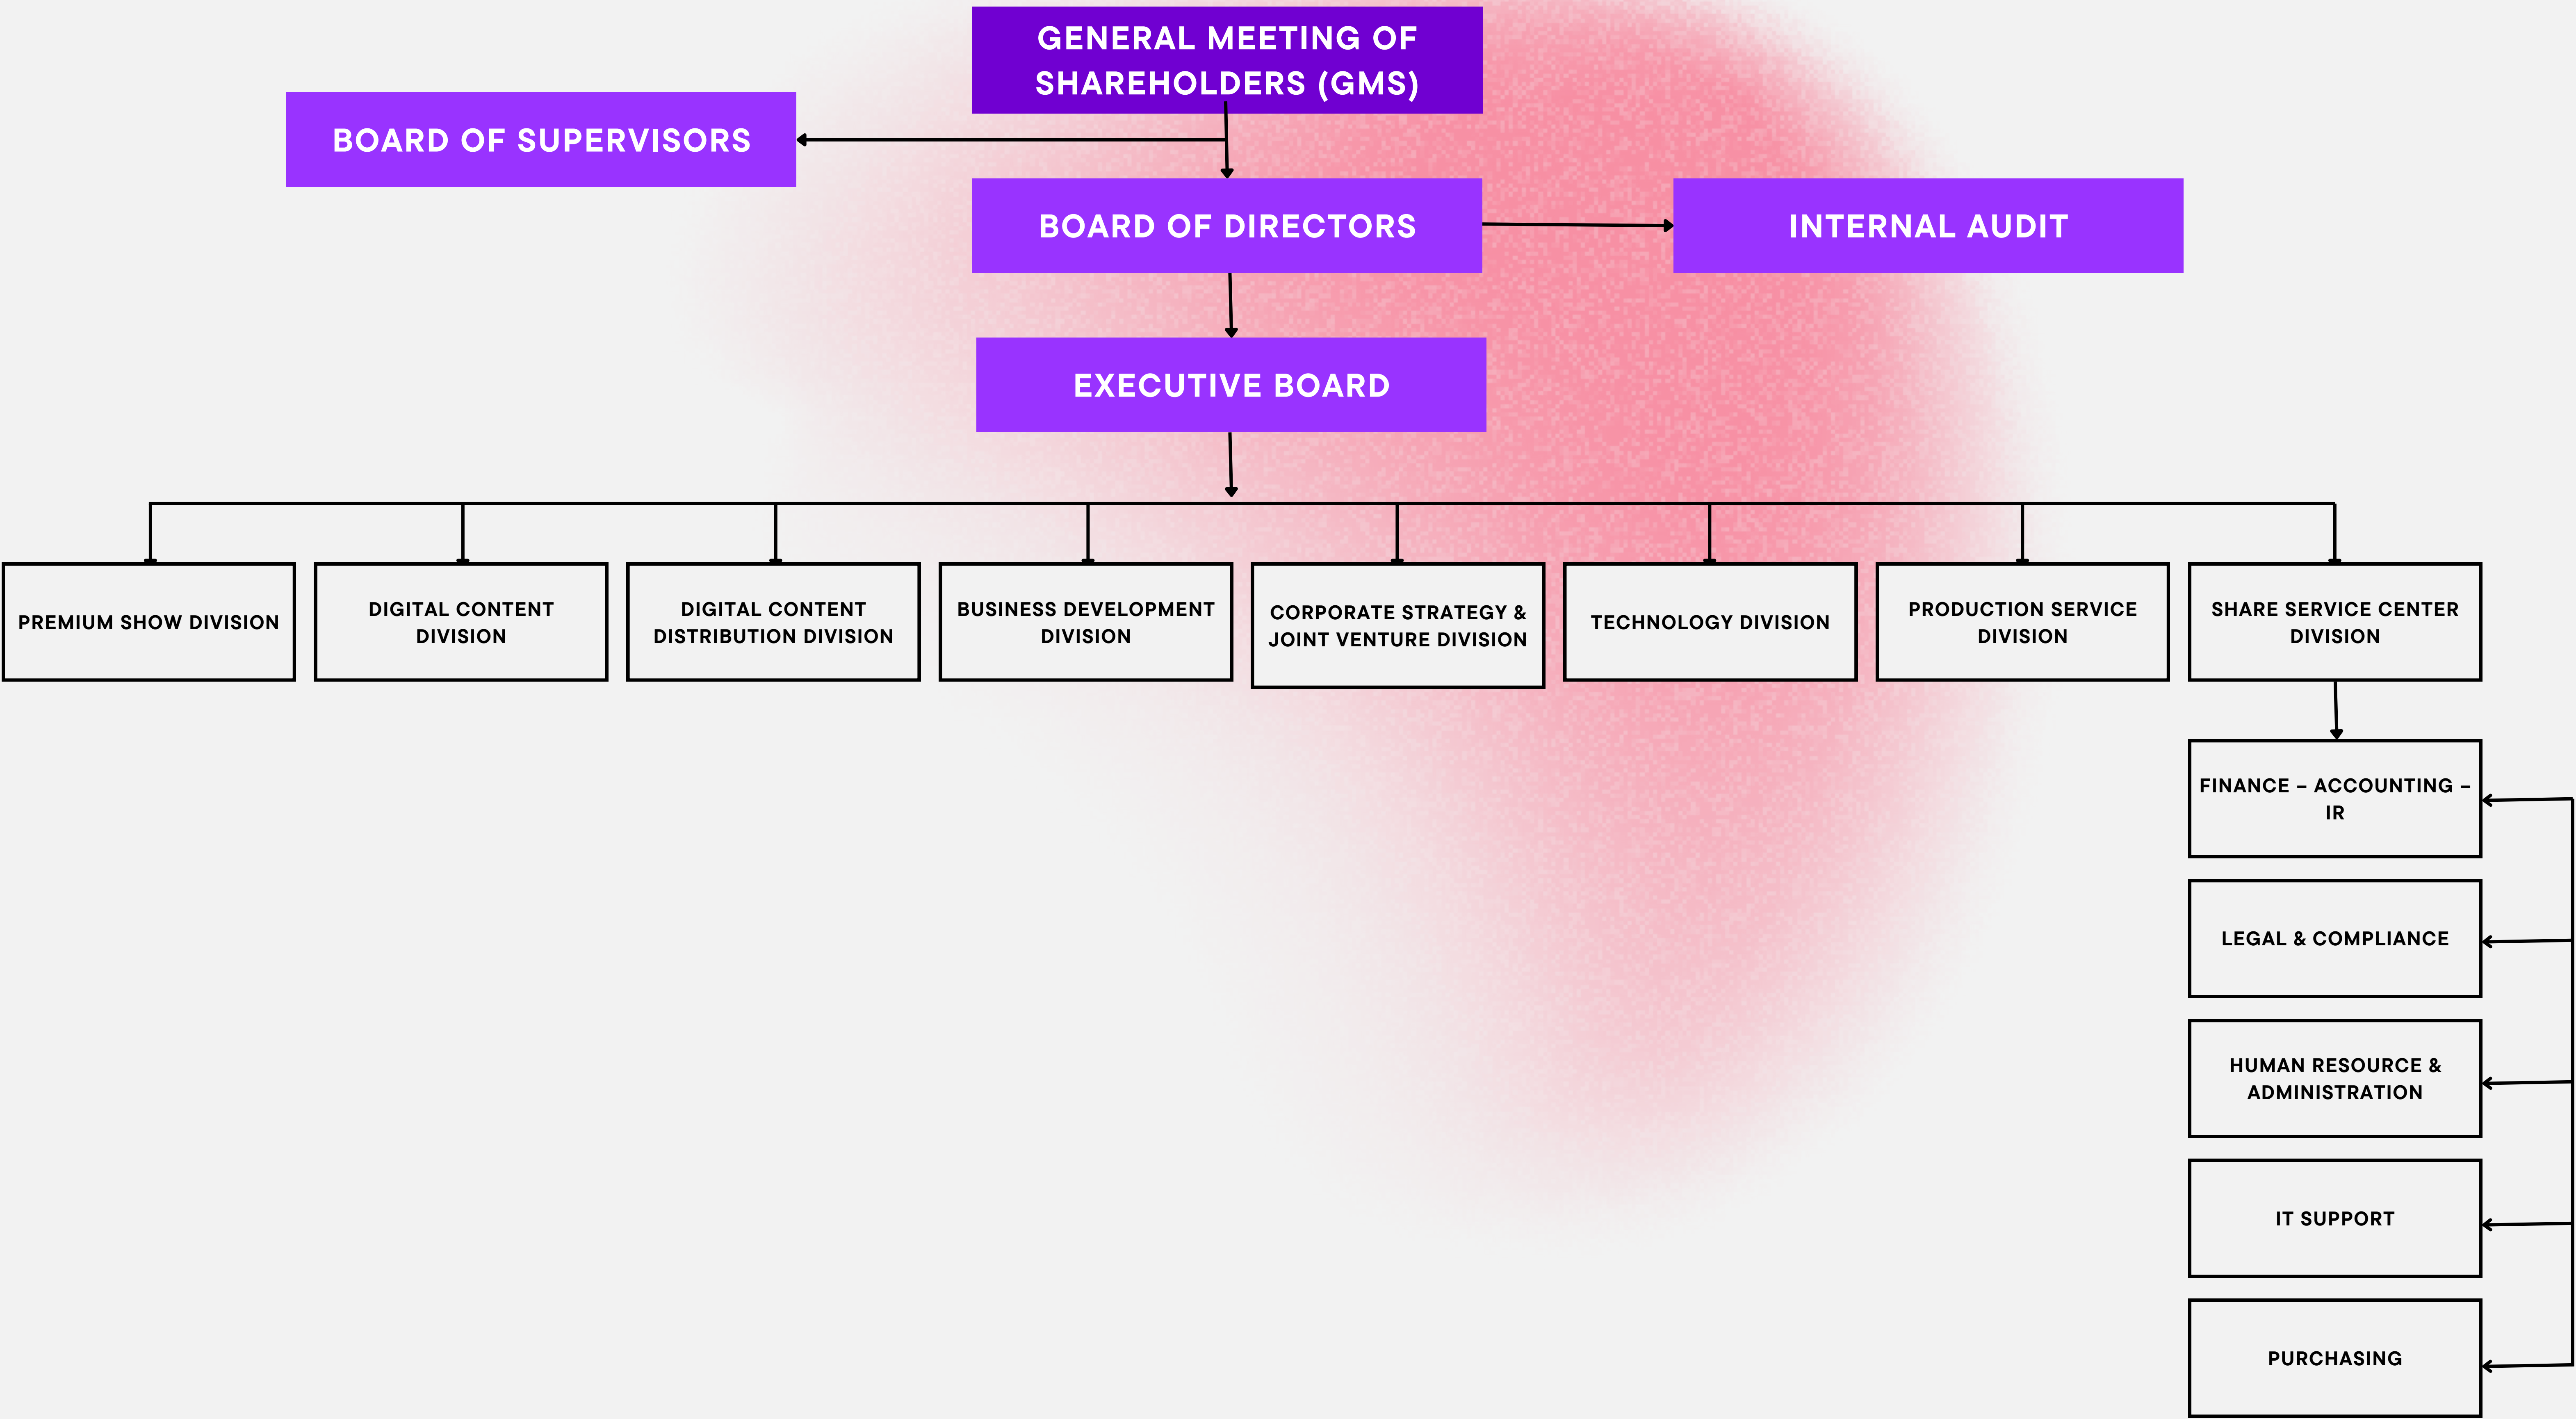 GENERAL MEETING OF
SHAREHOLDERS (GMS)
BOARD OF SUPERVISORS
BOARD OF DIRECTORS
INTERNAL AUDIT
EXECUTIVE BOARD
PREMIUM SHOW DIVISION
DIGITAL CONTENT
DIVISION
DIGITAL CONTENT
DISTRIBUTION DIVISION
BUSINESS DEVELOPMENT
DIVISION
CORPORATE STRATEGY &
JOINT VENTURE DIVISION
TECHNOLOGY DIVISION
PRODUCTION SERVICE
DIVISION
SHARE SERVICE CENTER
DIVISION
FINANCE – ACCOUNTING –
IR
LEGAL & COMPLIANCE
HUMAN RESOURCE &
ADMINISTRATION
IT SUPPORT
PURCHASING